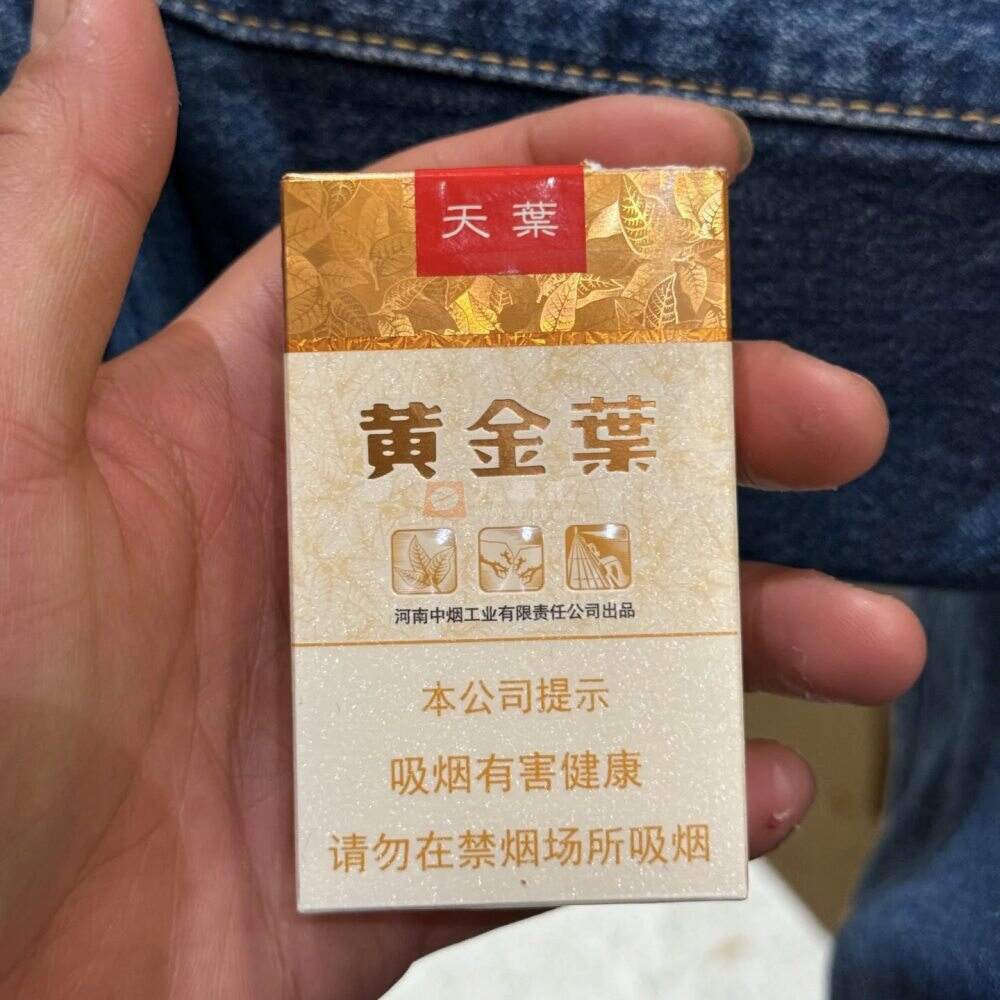 天葉
黄金葉
河南中烟工业有限责任公司出品
本公司提示
吸烟有害健康
请勿在禁烟场所吸烟